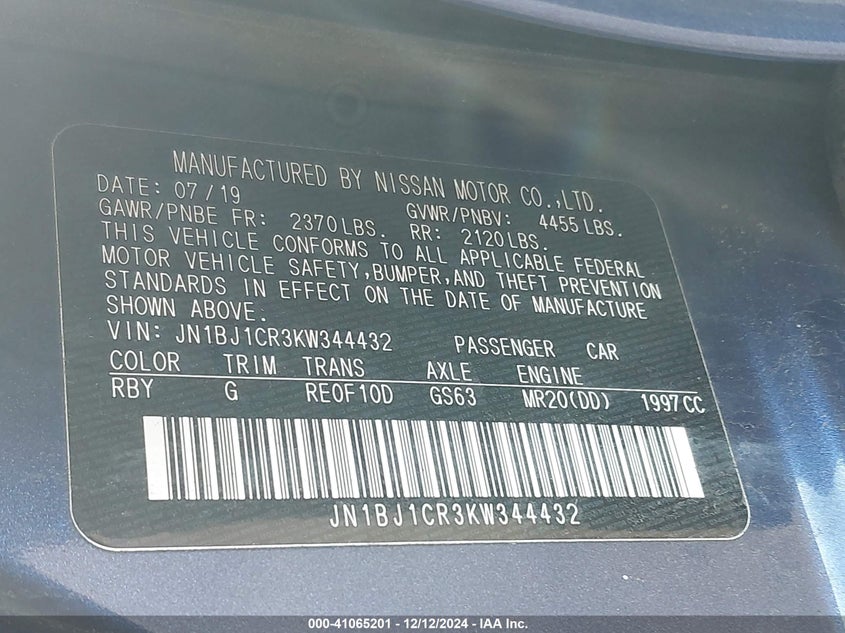 MANUFACTURED BY NISSAN MOTOR CO.,LTD.
DATE: 07/19
GAWR/PNBE FR: 2370LBS. GVWR/PNBV: 4455LBS.
RR: 2120LBS.
THIS VEHICLE CONFORMS TO ALL APPLICABLE FEDERAL
MOTOR VEHICLE SAFETY,BUMPER,AND THEFT PREVENTION
STANDARDS IN EFFECT ON THE DATE OF MANUFACTURE
SHOWN ABOVE.
VIN: JN1BJ1CR3KW344432 PASSENGER CAR
COLOR TRIM TRANS AXLE ENGINE
RBY G RE0F10D GS63 MR20(DD) 1997CC
JN1BJ1CR3KW344432
000-41065201 - 12/12/2024 - IAA Inc.